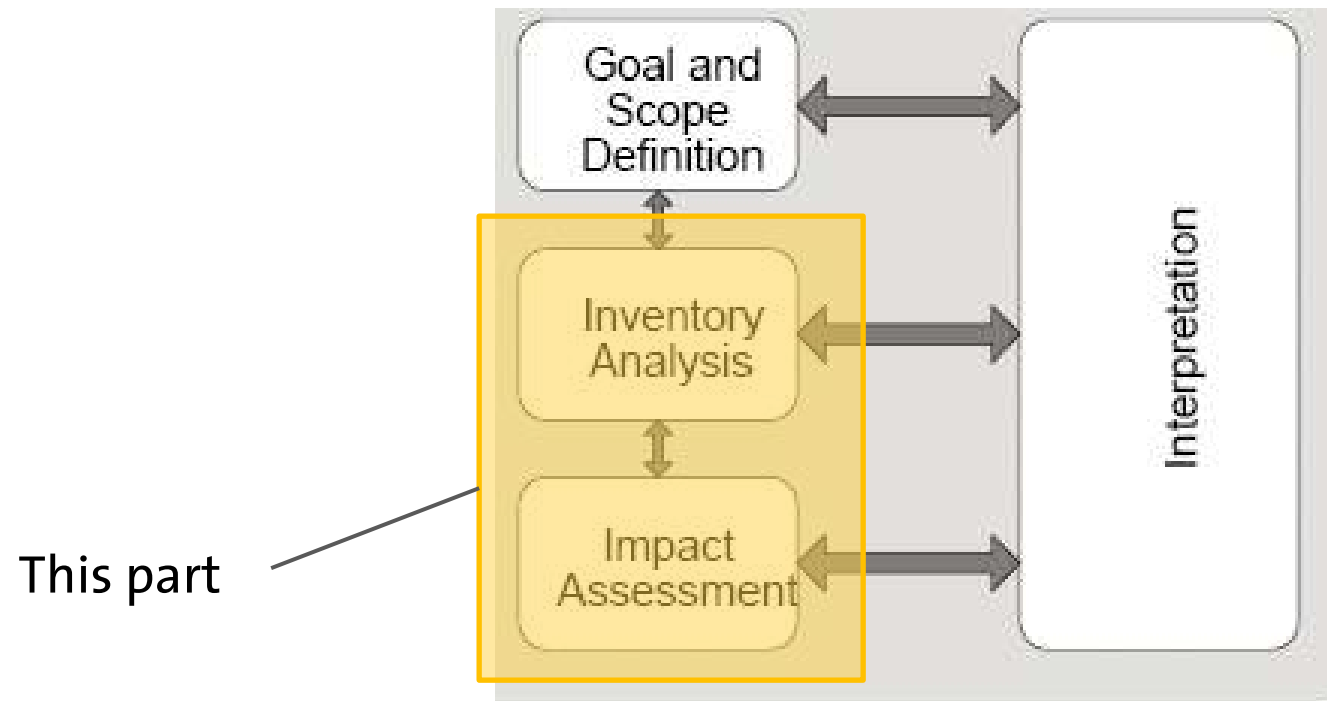 Goal and
Scope
Definition
Inventory
Analysis
Impact
Assessment
Interpretation
This part